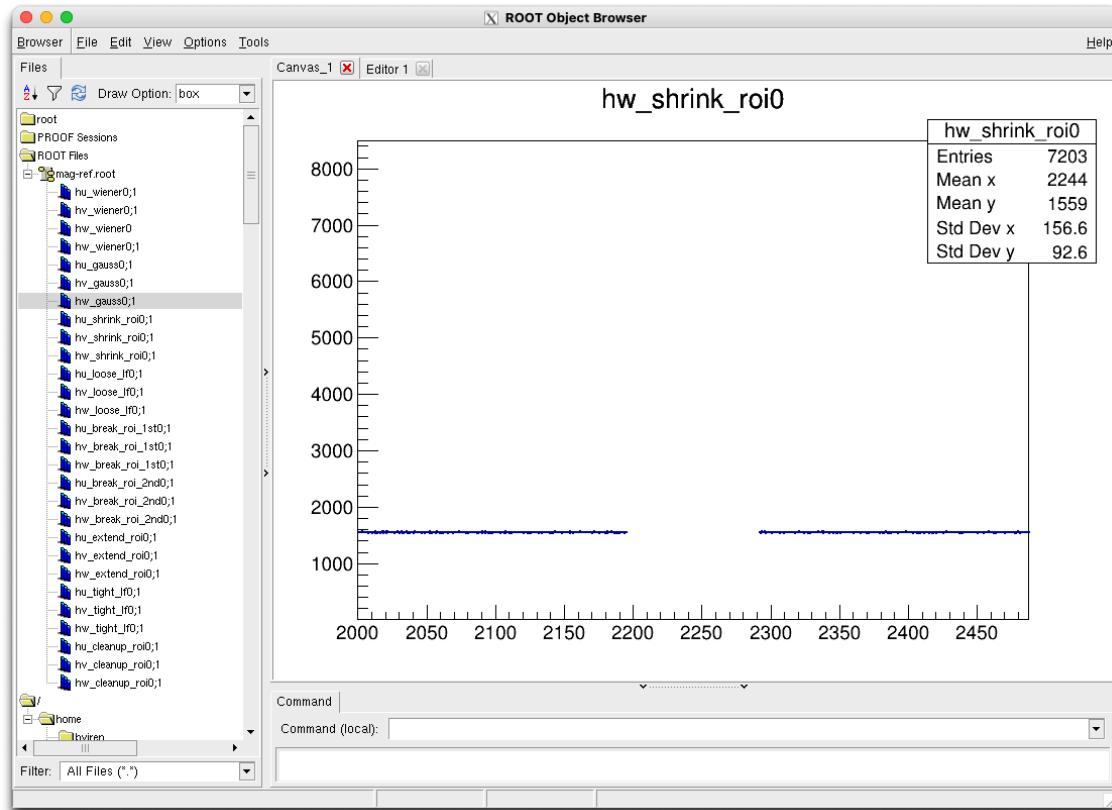 ROOT Object Browser
Browser File Edit View Options Tools Help
Files
Draw Option: box
root
PROOF Sessions
ROOT Files
mag-ref.root
hu_wiener0;1
hv_wiener0;1
hw_wiener0
hw_wiener0;1
hu_gauss0;1
hv_gauss0;1
hw_gauss0;1
hu_shrink_roi0;1
hv_shrink_roi0;1
hw_shrink_roi0;1
hu_loose_lf0;1
hv_loose_lf0;1
hw_loose_lf0;1
hu_break_roi_1st0;1
hv_break_roi_1st0;1
hw_break_roi_1st0;1
hu_break_roi_2nd0;1
hv_break_roi_2nd0;1
hw_break_roi_2nd0;1
hu_extend_roi0;1
hv_extend_roi0;1
hw_extend_roi0;1
hu_tight_lf0;1
hv_tight_lf0;1
hw_tight_lf0;1
hu_cleanup_roi0;1
hv_cleanup_roi0;1
hw_cleanup_roi0;1
/
home
bviren
Filter: All Files (*.*)
Canvas_1 Editor 1
hw_shrink_roi0
hw_shrink_roi0
Entries 7203
Mean x 2244
Mean y 1559
Std Dev x 156.6
Std Dev y 92.6
8000
7000
6000
5000
4000
3000
2000
1000
2000 2050 2100 2150 2200 2250 2300 2350 2400 2450
Command
Command (local):